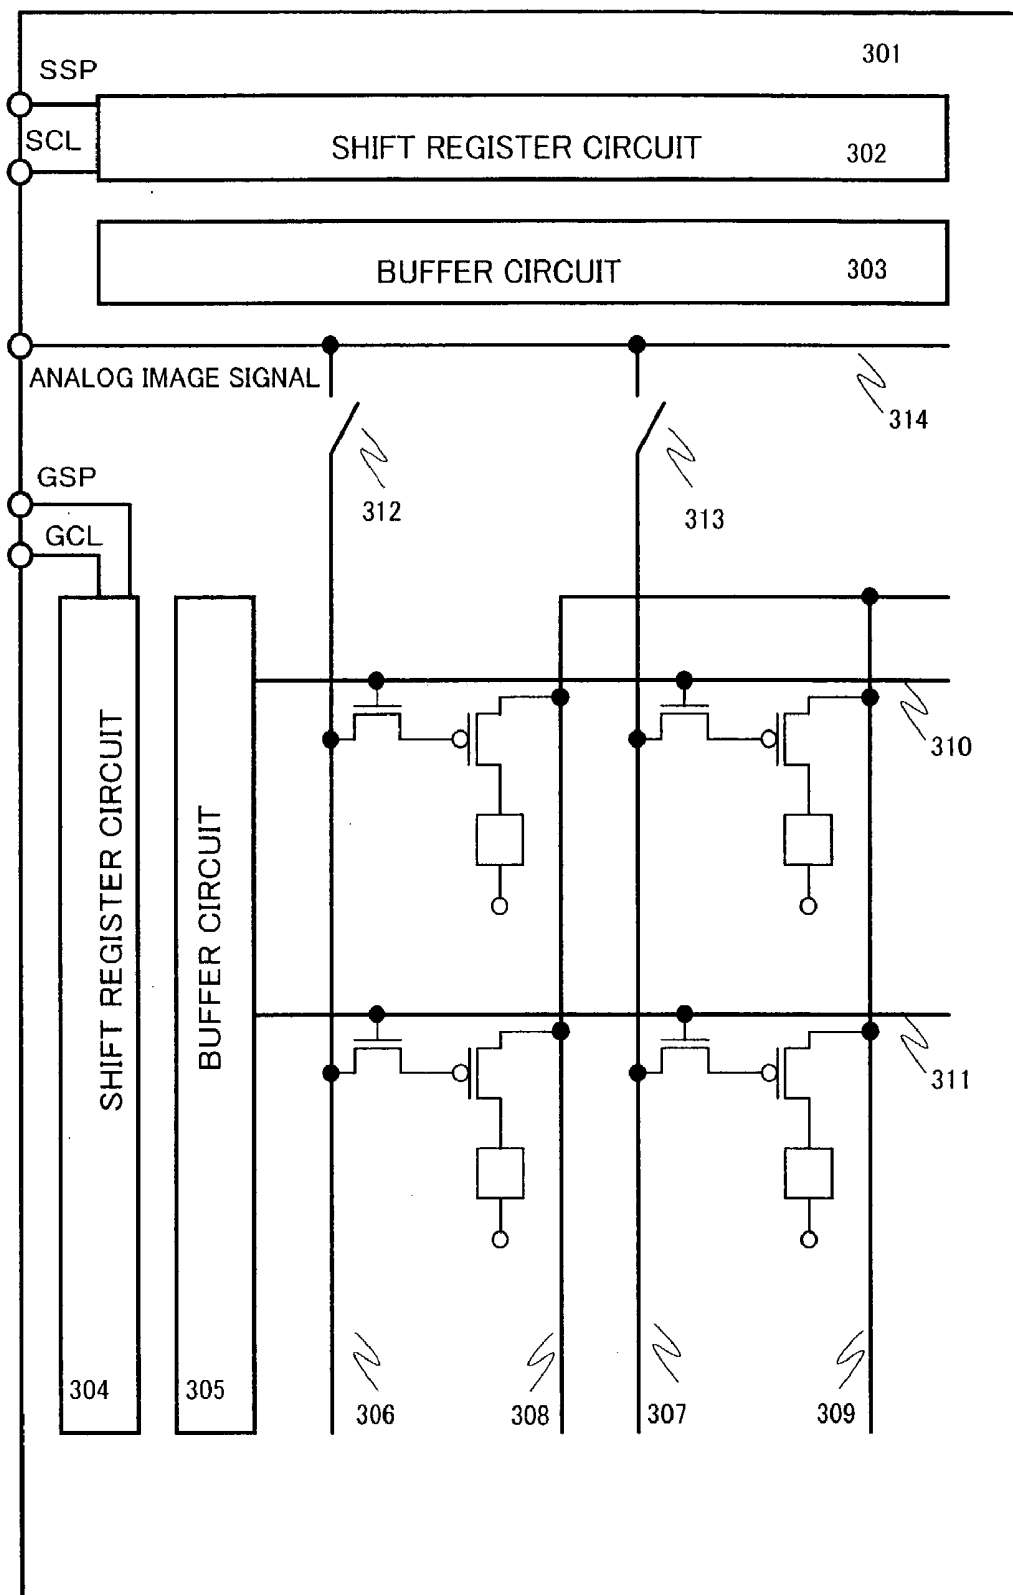 301
SSP
SCL
SHIFT REGISTER CIRCUIT 302
BUFFER CIRCUIT 303
ANALOG IMAGE SIGNAL
314
GSP
312
313
GCL
310
SHIFT REGISTER CIRCUIT
BUFFER CIRCUIT
311
304
305
306
308
307
309